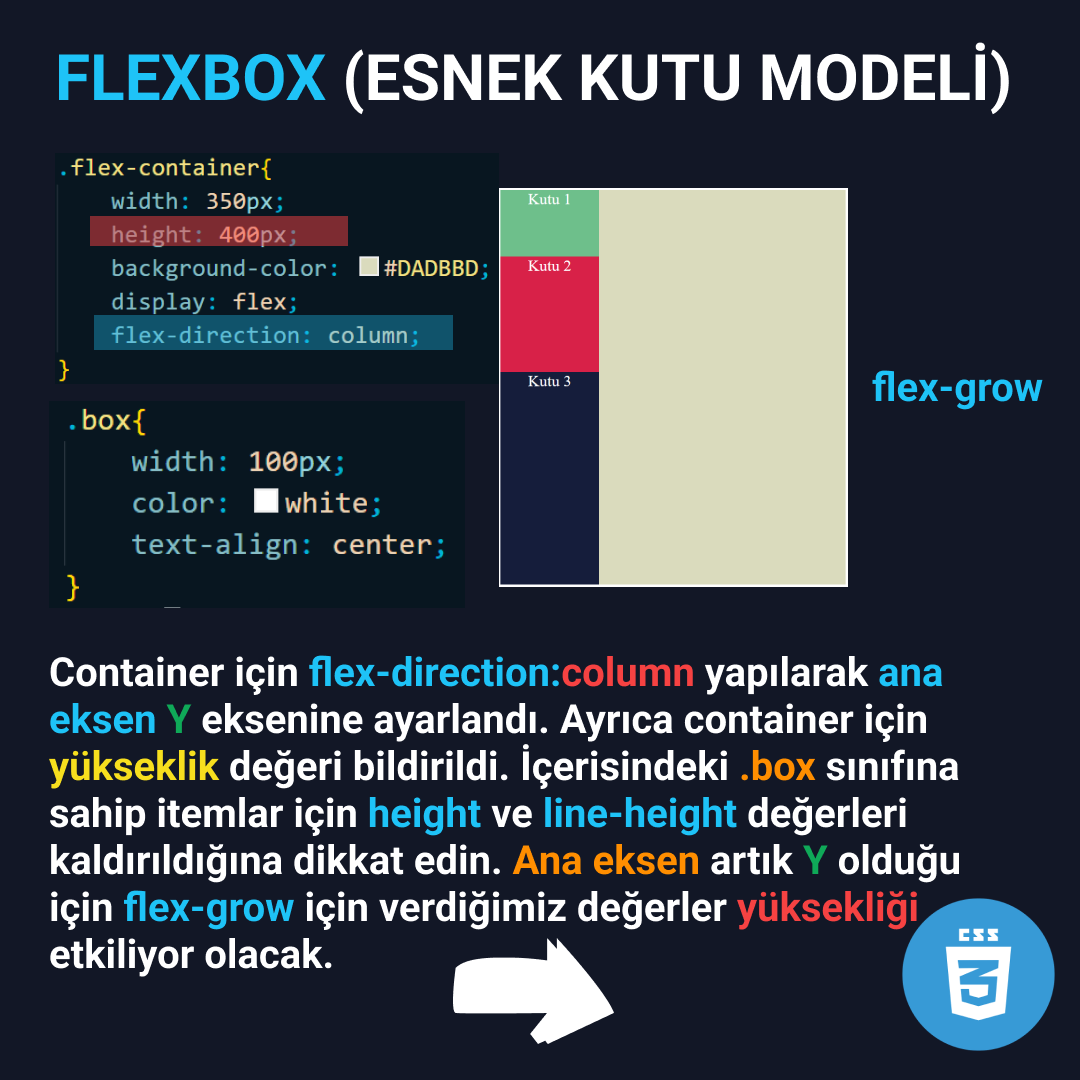 FLEXBOX (ESNEK KUTU MODELİ)
.flex-container{
width: 350px;
height: 400px;
background-color: #DADBBD;
display: flex;
flex-direction: column;
}
.box{
width: 100px;
color: white;
text-align: center;
}
Kutu 1
Kutu 2
Kutu 3
flex-grow
Container için flex-direction:column yapılarak ana
eksen Y eksenine ayarlandı. Ayrıca container için
yükseklik değeri bildirildi. İçerisindeki .box sınıfına
sahip itemlar için height ve line-height değerleri
kaldırıldığına dikkat edin. Ana eksen artık Y olduğu
için flex-grow için verdiğimiz değerler yüksekliği
etkiliyor olacak.
CSS
3